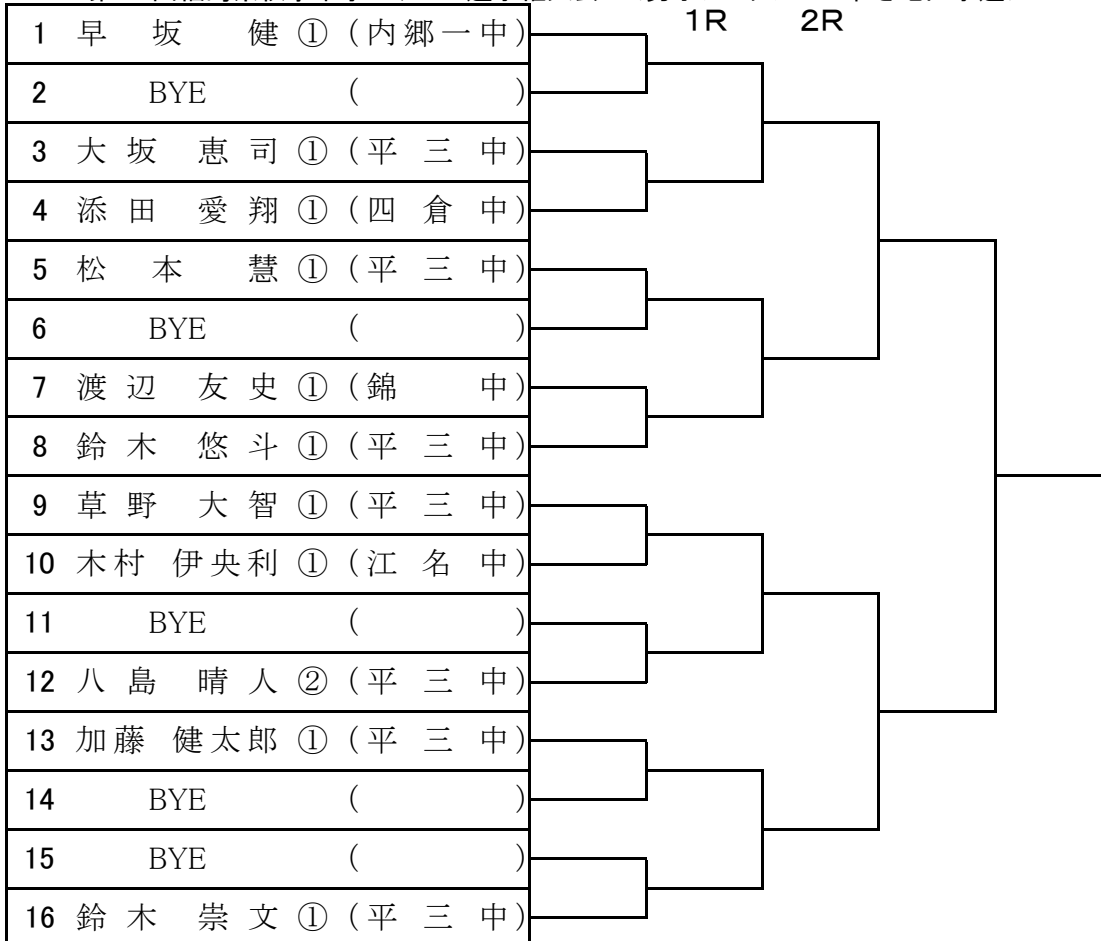 1R 2R
1 早 坂 健 ① (内郷一中)
2 BYE ( )
3 大 坂 恵 司 ① (平 三 中)
4 添 田 愛 翔 ① (四 倉 中)
5 松 本 慧 ① (平 三 中)
6 BYE ( )
7 渡 辺 友 史 ① (錦 中)
8 鈴 木 悠 斗 ① (平 三 中)
9 草 野 大 智 ① (平 三 中)
10 木村 伊央利 ① (江 名 中)
11 BYE ( )
12 八 島 晴 人 ② (平 三 中)
13 加藤 健太郎 ① (平 三 中)
14 BYE ( )
15 BYE ( )
16 鈴 木 崇 文 ① (平 三 中)